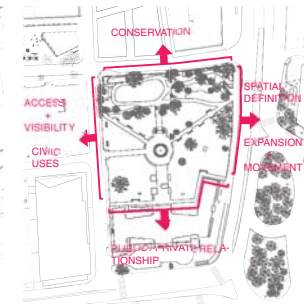 CONSERVATION
ACCESS
+
VISIBILITY
CIVIC
USES
SPATIAL
DEFINITION
EXPANSION
MOVEMENT
PUBLIC PRIVATE RELA-
TIONSHIP